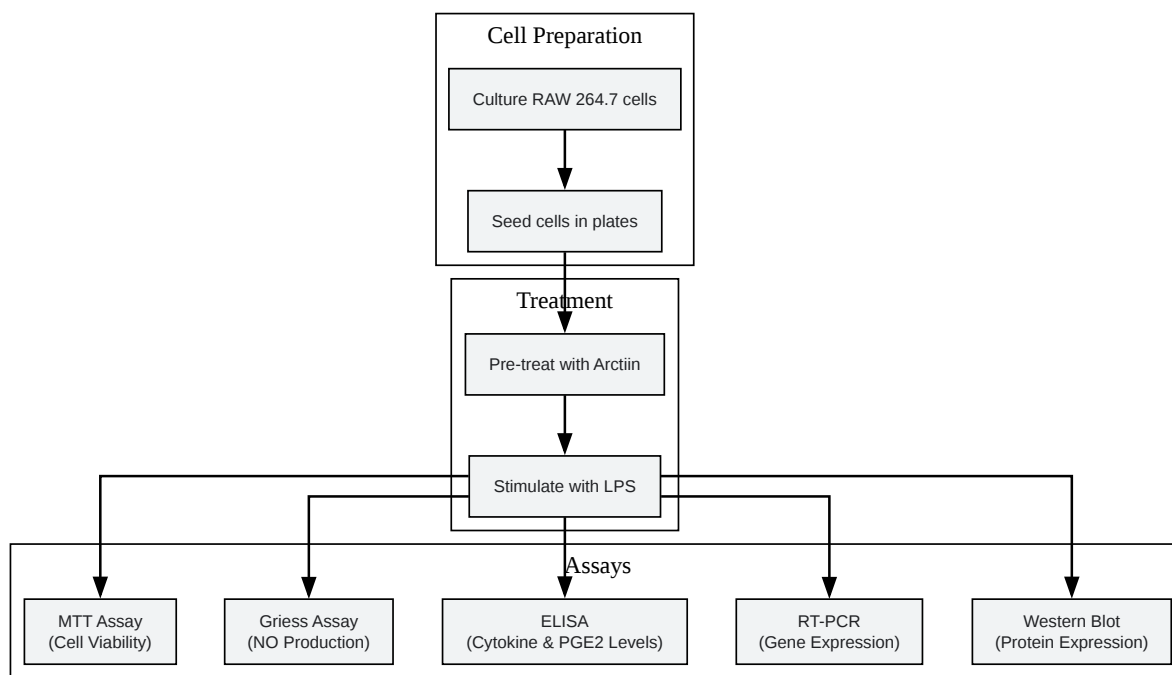 Cell Preparation
Culture RAW 264.7 cells
Seed cells in plates
Treatment
Pre-treat with Arctiin
Stimulate with LPS
Assays
MTT Assay
(Cell Viability)
Griess Assay
(NO Production)
ELISA
(Cytokine & PGE2 Levels)
RT-PCR
(Gene Expression)
Western Blot
(Protein Expression)